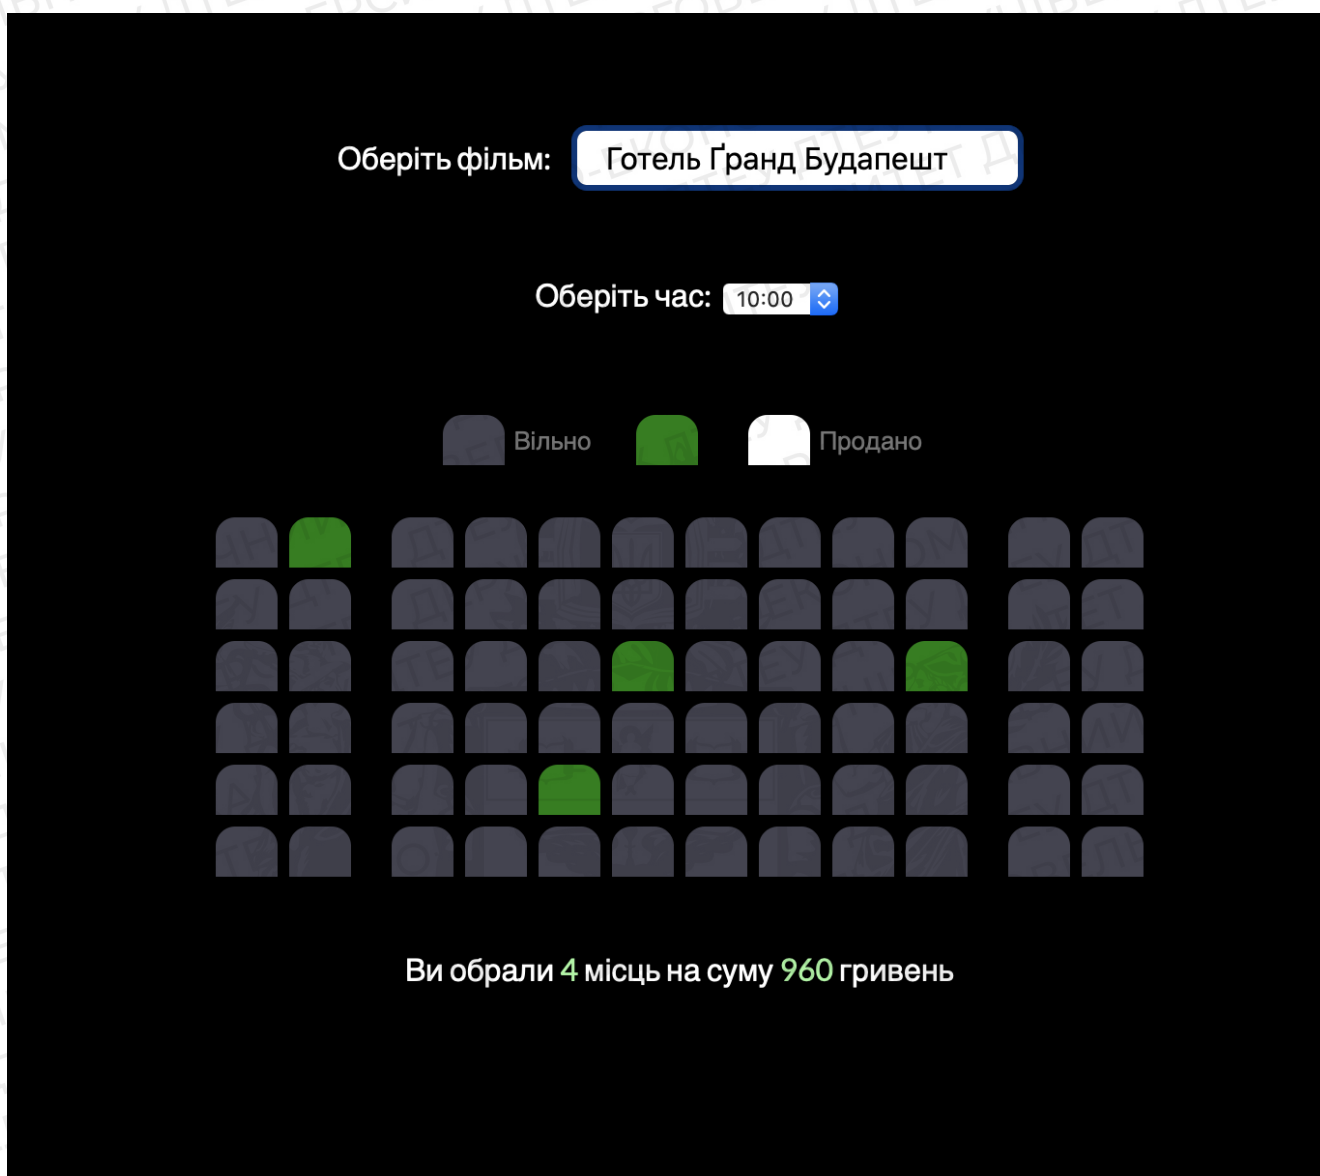 Оберіть фільм: Готель Ґранд Будапешт
Оберіть час: 10:00
Вільно Продано
Ви обрали 4 місць на суму 960 гривень